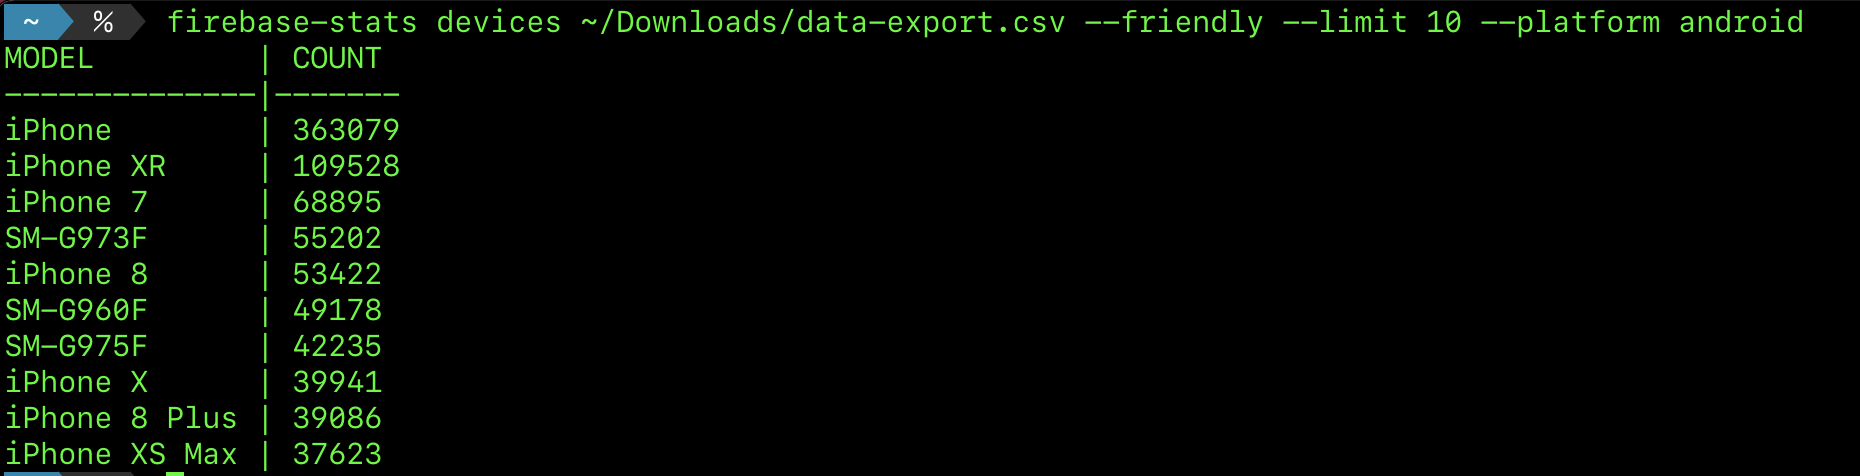 ~ % firebase-stats devices ~/Downloads/data-export.csv --friendly --limit 10 --platform android
MODEL | COUNT
--------------|-------
iPhone | 363079
iPhone XR | 109528
iPhone 7 | 68895
SM-G973F | 55202
iPhone 8 | 53422
SM-G960F | 49178
SM-G975F | 42235
iPhone X | 39941
iPhone 8 Plus | 39086
iPhone XS Max | 37623